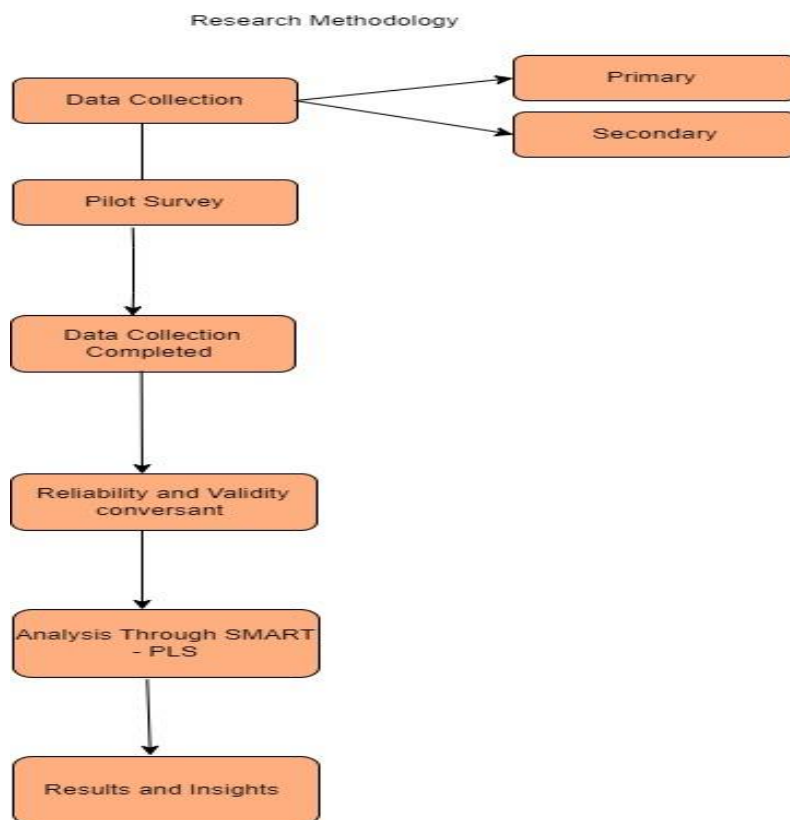 Research Methodology
Data Collection
Primary
Secondary
Pilot Survey
Data Collection
Completed
Reliability and Validity
conversant
Analysis Through SMART
- PLS
Results and Insights